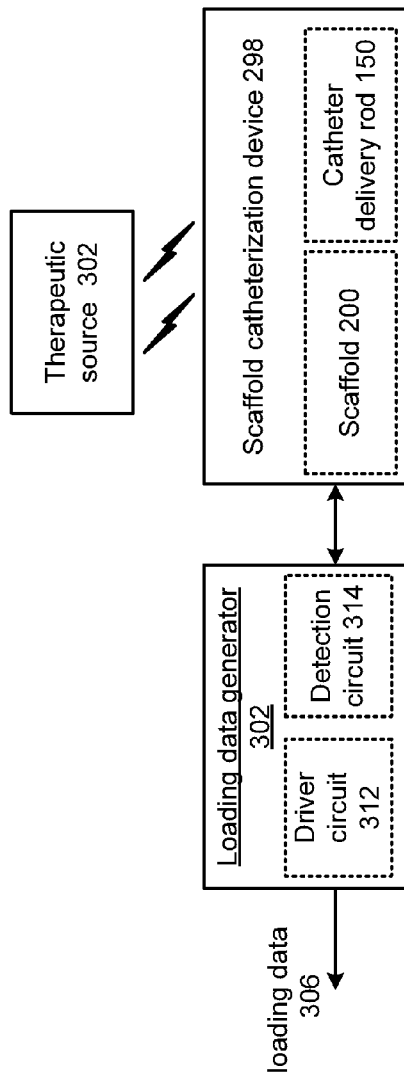 Therapeutic
source 302
Scaffold catheterization device 298
Scaffold 200
Catheter
delivery rod 150
Loading data generator
302
Driver
circuit
312
Detection
circuit 314
loading data
306